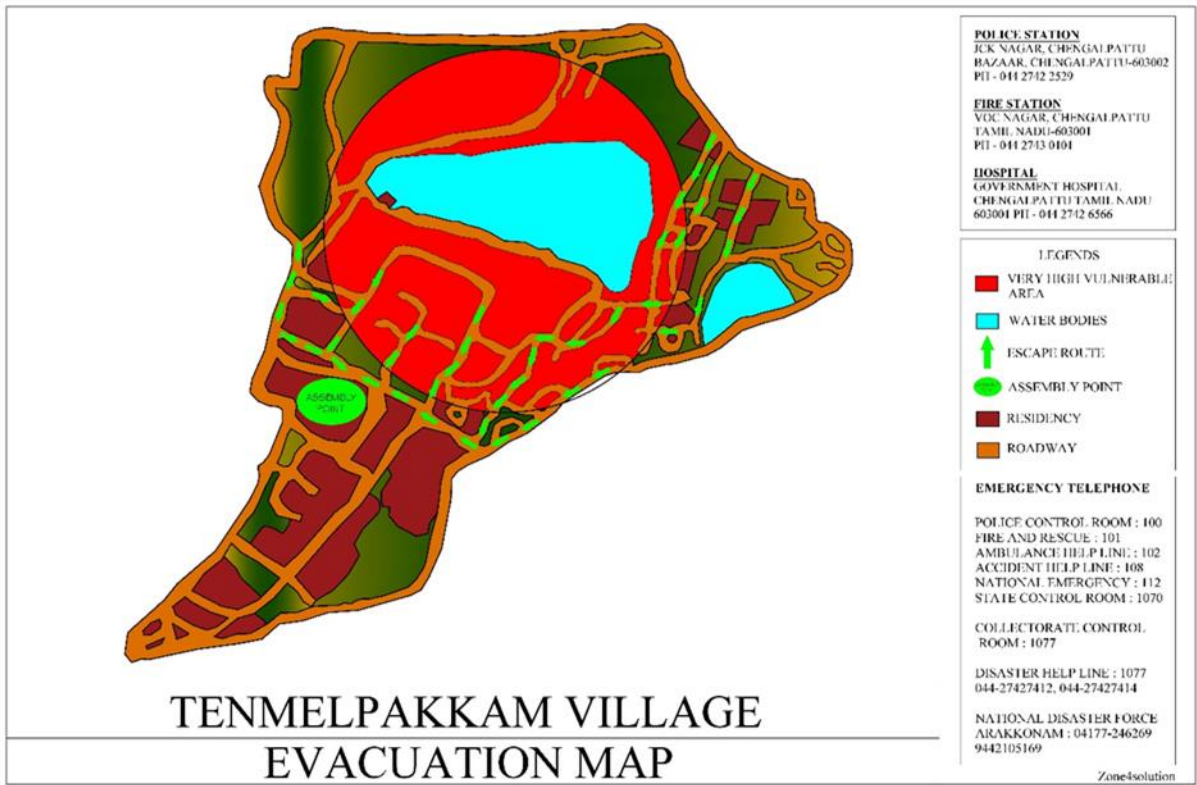 POLICE STATION
JCK NAGAR, CHENGALPATTU
BAZAAR, CHENGALPATTU-603002
PH - 044 2742 2529
FIRE STATION
VOC NAGAR, CHENGALPATTU
TAMIL NADU-603001
PH - 044 2743 0101
HOSPITAL
GOVERNMENT HOSPITAL
CHENGALPATTU TAMIL NADU
603001 PH - 044 2742 6566
LEGENDS
VERY HIGH VULNERABLE
AREA
WATER BODIES
ESCAPE ROUTE
ASSEMBLY POINT
RESIDENCY
ROADWAY
EMERGENCY TELEPHONE
POLICE CONTROL ROOM : 100
FIRE AND RESCUE : 101
AMBULANCE HELP LINE : 102
ACCIDENT HELP LINE : 108
NATIONAL EMERGENCY : 112
STATE CONTROL ROOM : 1070
COLLECTORATE CONTROL
ROOM : 1077
DISASTER HELP LINE : 1077
044-27427412, 044-27427414
NATIONAL DISASTER FORCE
ARAKKONAM : 04177-246269
9442105169
Zone4solution
ASSEMBLY
POINT
TENMELPAKKAM VILLAGE
EVACUATION MAP